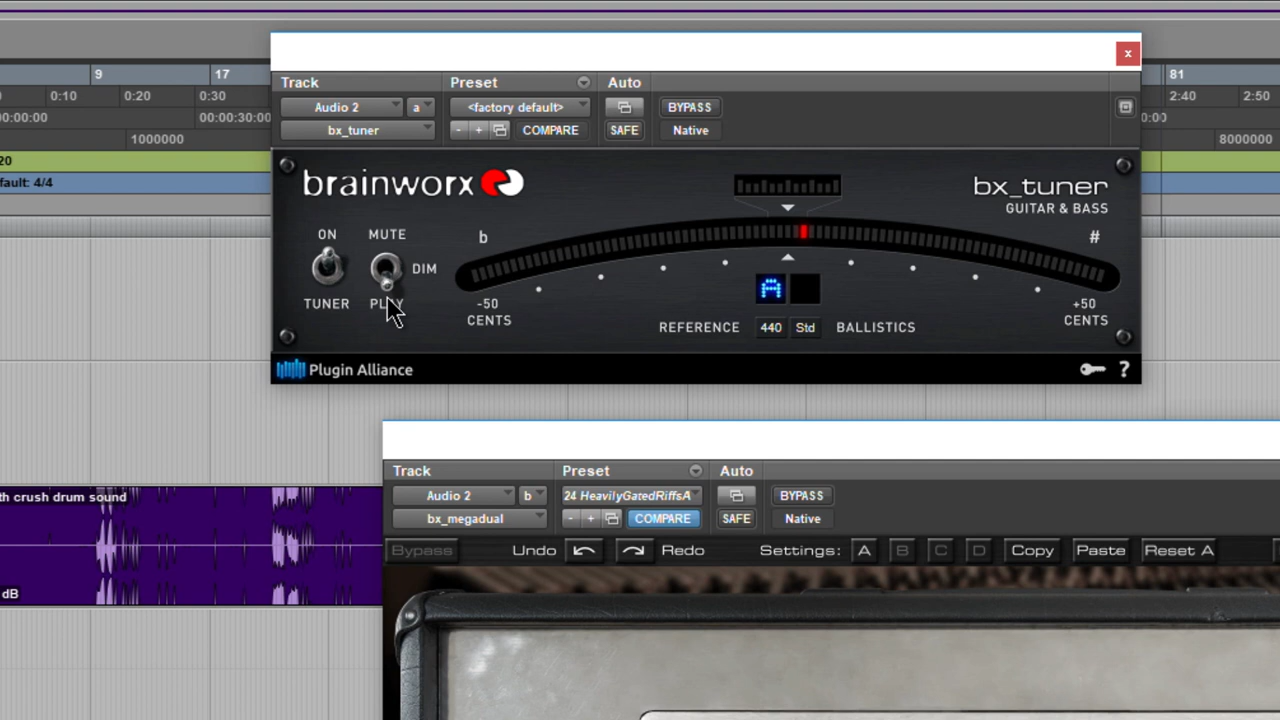 9
17
81
0:10
0:20
0:30
2:40
2:50
00:00:00
00:00:30:00
0:00
1000000
8000000
20
fault: 4/4
x
Track
Preset
Auto
Audio 2
a
<factory default>
BYPASS
bx_tuner
-
+
COMPARE
SAFE
Native
brainworx
bx_tuner
GUITAR & BASS
ON
MUTE
b
#
DIM
TUNER
PLAY
-50
CENTS
A
+50
CENTS
REFERENCE
440
Std
BALLISTICS
Plugin Alliance
?
th crush drum sound
dB
Track
Preset
Auto
Audio 2
b
24 HeavilyGatedRiffsA
BYPASS
bx_megadual
-
+
COMPARE
SAFE
Native
Bypass
Undo
Redo
Settings:
A
B
C
D
Copy
Paste
Reset A